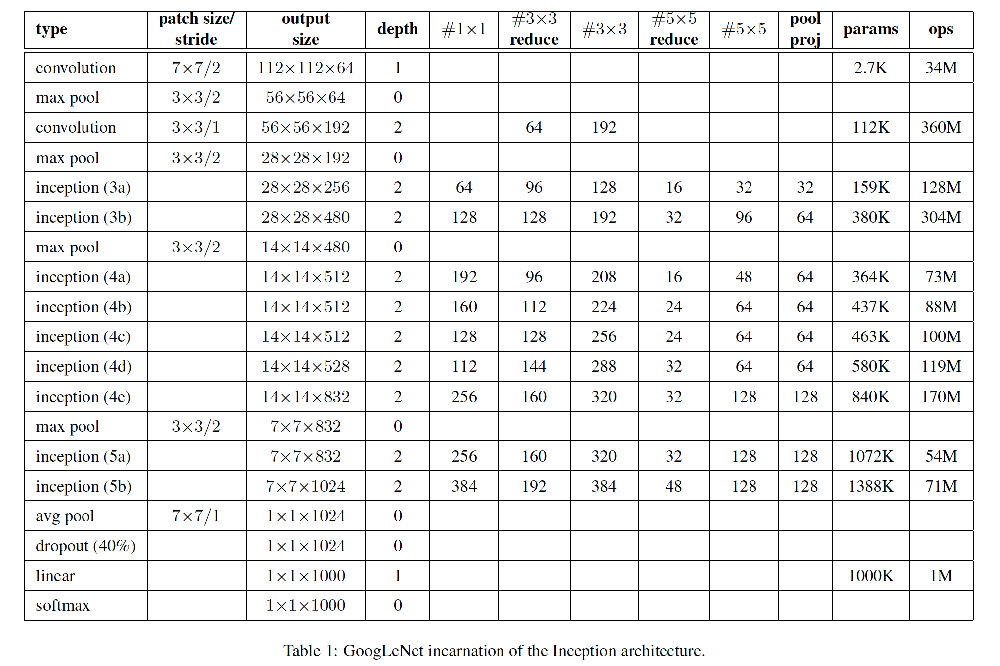 type patch size/ stride output size depth #1×1 #3×3 reduce #3×3 #5×5 reduce #5×5 pool proj params ops
convolution 7×7/2 112×112×64 1 2.7K 34M
max pool 3×3/2 56×56×64 0
convolution 3×3/1 56×56×192 2 64 192 112K 360M
max pool 3×3/2 28×28×192 0
inception (3a) 28×28×256 2 64 96 128 16 32 32 159K 128M
inception (3b) 28×28×480 2 128 128 192 32 96 64 380K 304M
max pool 3×3/2 14×14×480 0
inception (4a) 14×14×512 2 192 96 208 16 48 64 364K 73M
inception (4b) 14×14×512 2 160 112 224 24 64 64 437K 88M
inception (4c) 14×14×512 2 128 128 256 24 64 64 463K 100M
inception (4d) 14×14×528 2 112 144 288 32 64 64 580K 119M
inception (4e) 14×14×832 2 256 160 320 32 128 128 840K 170M
max pool 3×3/2 7×7×832 0
inception (5a) 7×7×832 2 256 160 320 32 128 128 1072K 54M
inception (5b) 7×7×1024 2 384 192 384 48 128 128 1388K 71M
avg pool 7×7/1 1×1×1024 0
dropout (40%) 1×1×1024 0
linear 1×1×1000 1 1000K 1M
softmax 1×1×1000 0
Table 1: GoogLeNet incarnation of the Inception architecture.